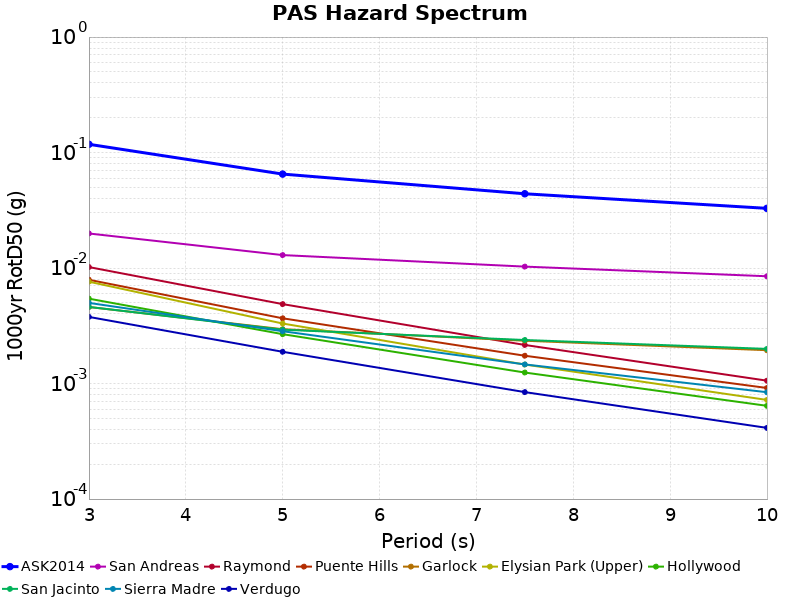 PAS Hazard Spectrum
10^0
10^-1
10^-2
10^-3
10^-4
1000yr RotD50 (g)
3 4 5 6 7 8 9 10
Period (s)
ASK2014 San Andreas Raymond Puente Hills Garlock Elysian Park (Upper) Hollywood
San Jacinto Sierra Madre Verdugo